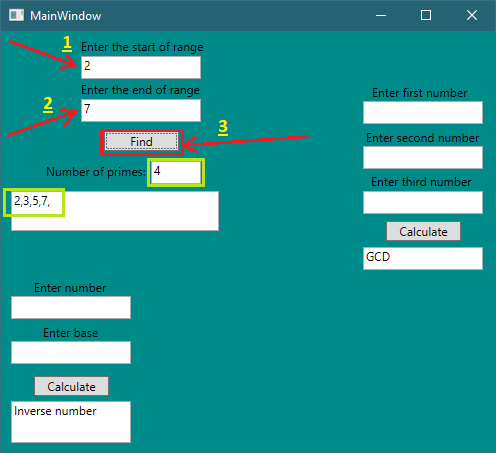 MainWindow
1
Enter the start of range
2
2
Enter the end of range
7
3
Find
Number of primes: 4
2,3,5,7,
Enter first number
Enter second number
Enter third number
Calculate
GCD
Enter number
Enter base
Calculate
Inverse number